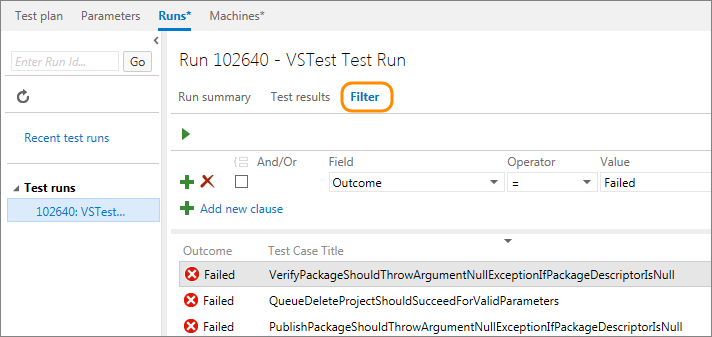 Test plan Parameters Runs* Machines*
Enter Run Id... Go
Recent test runs
Test runs
102640: VSTest...
Run 102640 - VSTest Test Run
Run summary Test results Filter
And/Or Field Operator Value
Outcome = Failed
Add new clause
Outcome Test Case Title
Failed VerifyPackageShouldThrowArgumentNullExceptionIfPackageDescriptorIsNull
Failed QueueDeleteProjectShouldSucceedForValidParameters
Failed PublishPackageShouldThrowArgumentNullExceptionIfPackageDescriptorIsNull